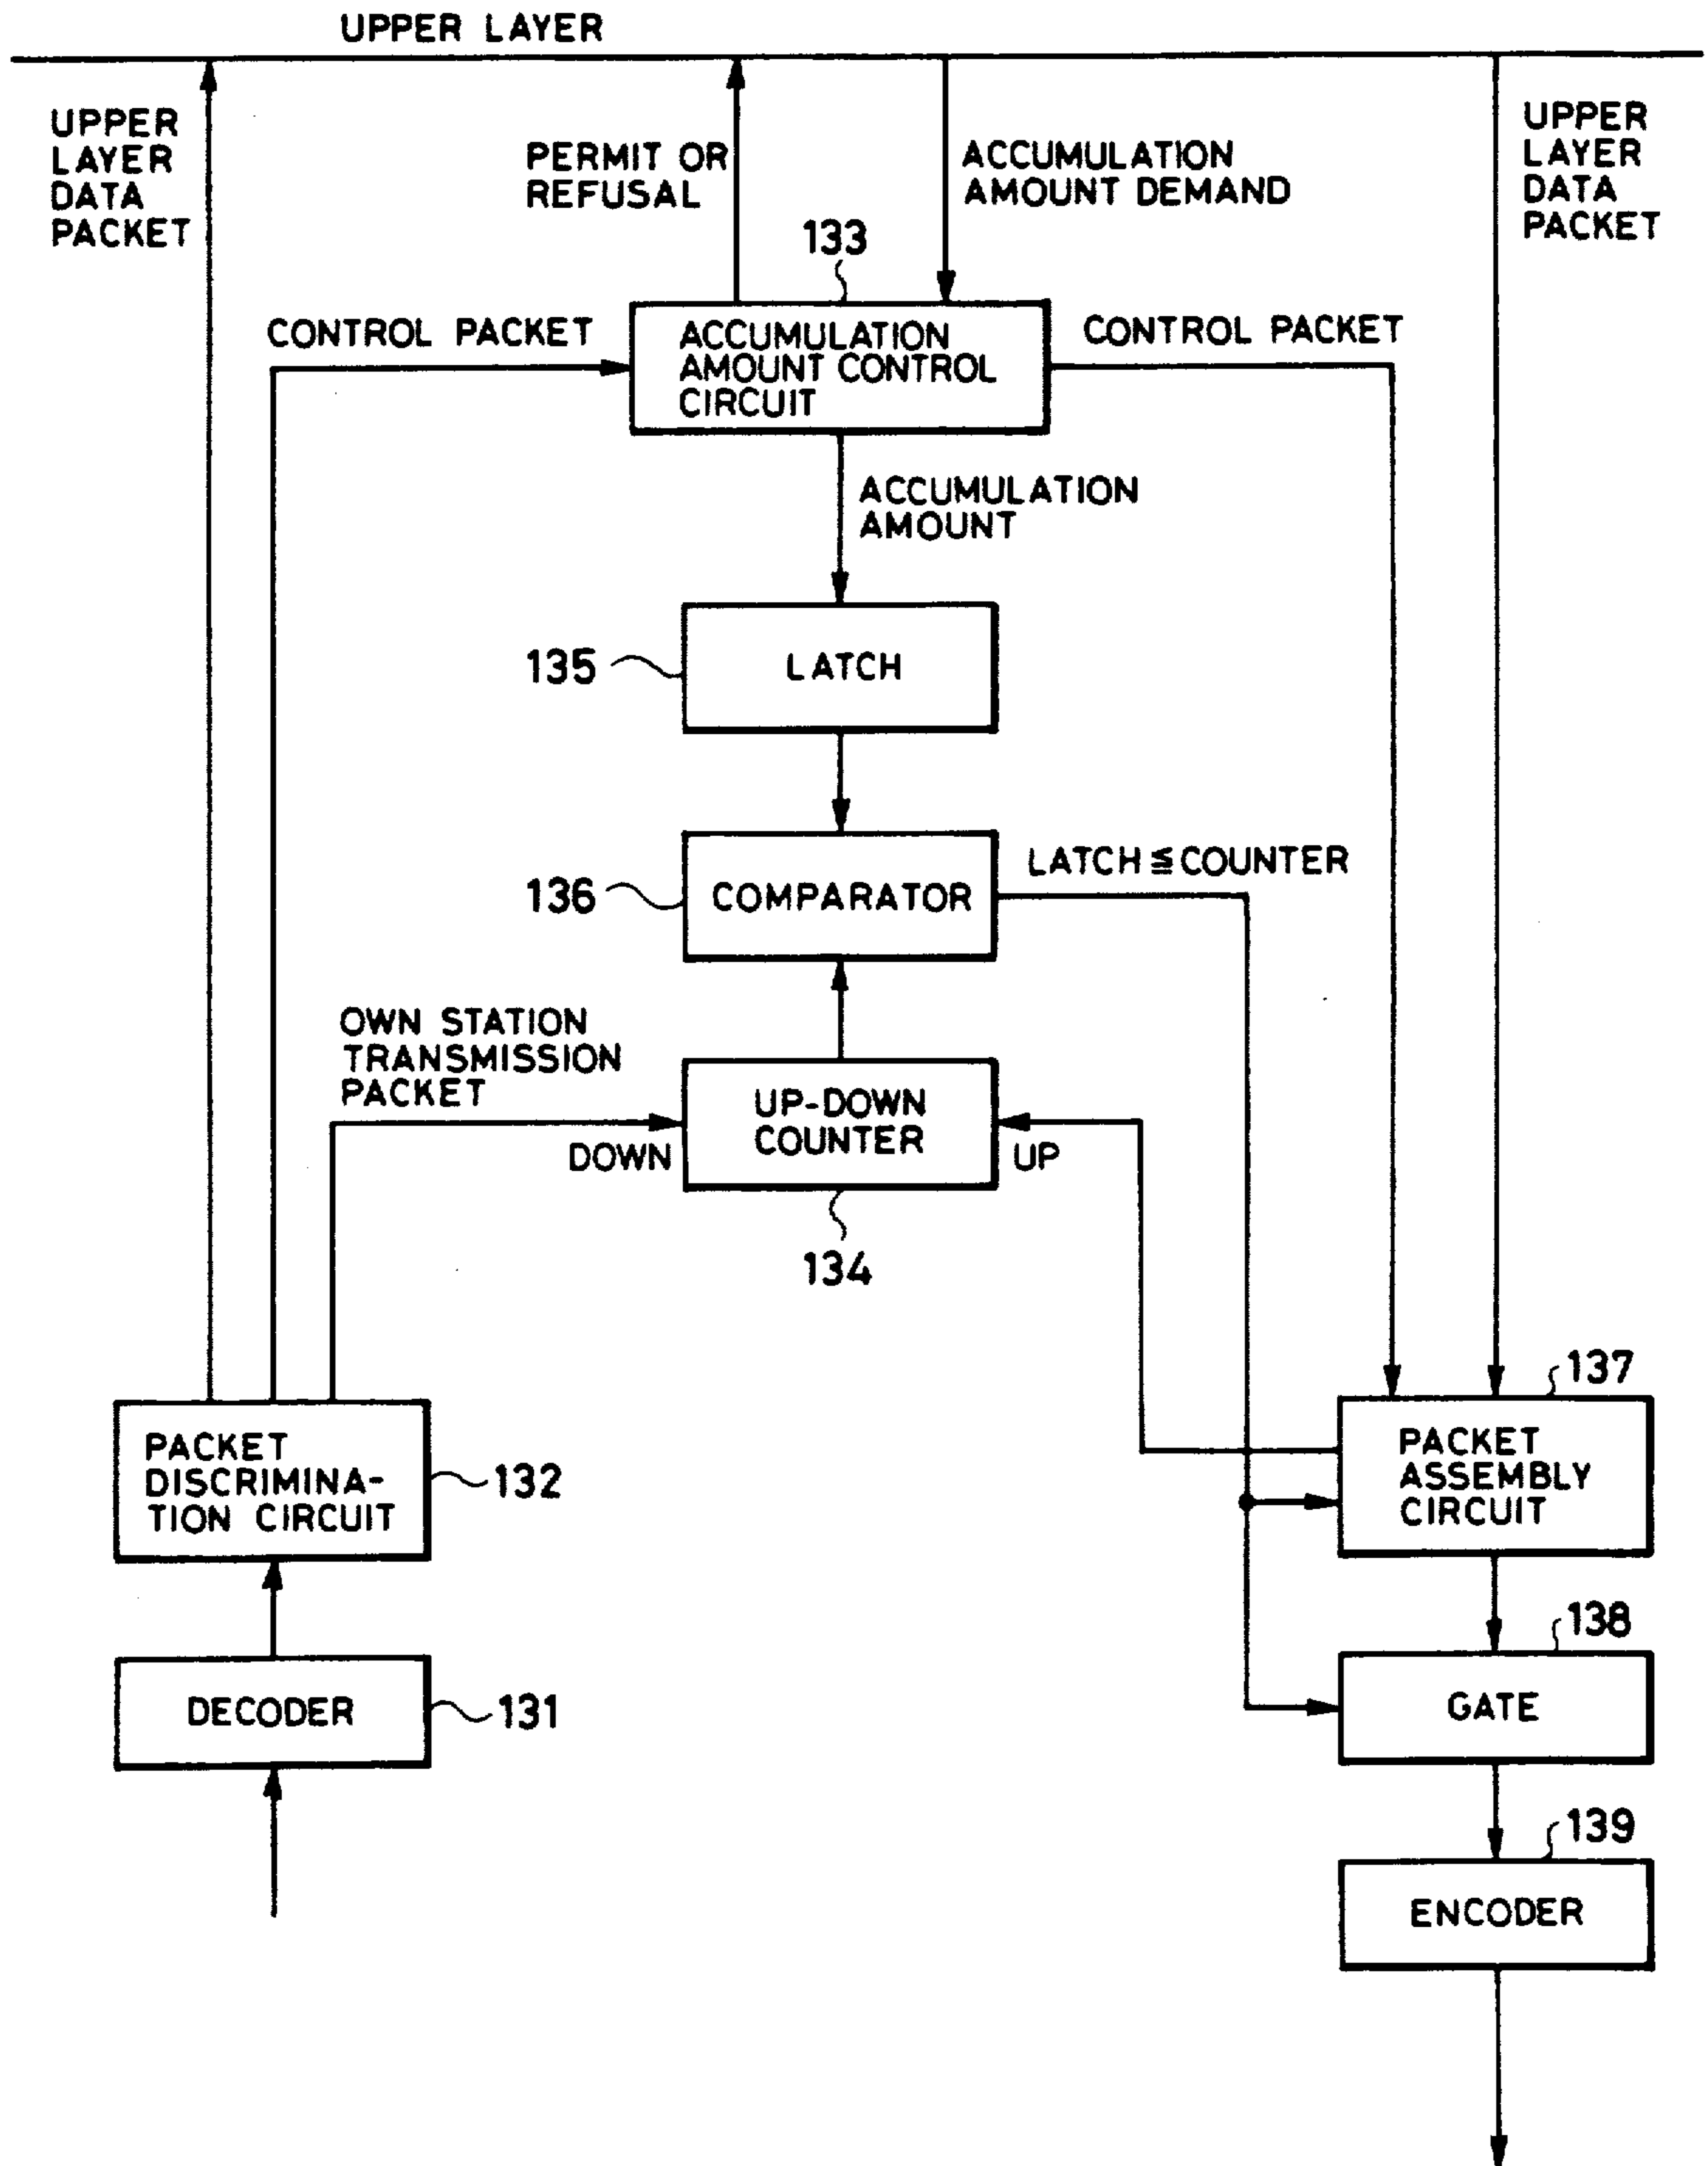 UPPER LAYER
UPPER
LAYER
DATA
PACKET
PERMIT OR
REFUSAL
ACCUMULATION
AMOUNT DEMAND
UPPER
LAYER
DATA
PACKET
133
CONTROL PACKET
ACCUMULATION
AMOUNT CONTROL
CIRCUIT
CONTROL PACKET
ACCUMULATION
AMOUNT
135
LATCH
136
COMPARATOR
LATCH ≦ COUNTER
OWN STATION
TRANSMISSION
PACKET
DOWN
UP-DOWN
COUNTER
UP
134
137
PACKET
DISCRIMINA-
TION CIRCUIT
132
PACKET
ASSEMBLY
CIRCUIT
138
DECODER
131
GATE
139
ENCODER